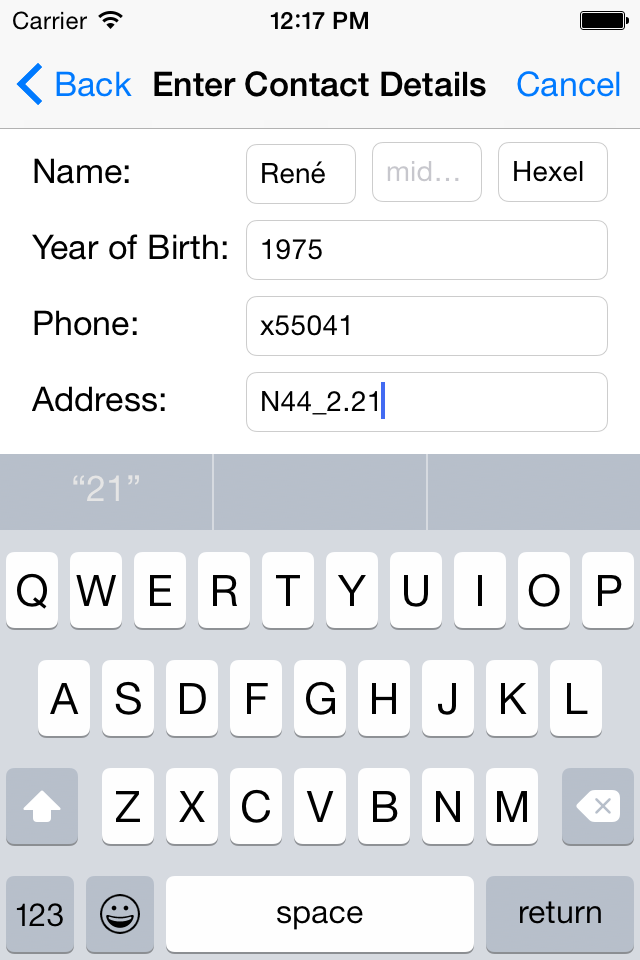 Carrier 12:17 PM
Back Enter Contact Details Cancel
Name: René mid... Hexel
Year of Birth: 1975
Phone: x55041
Address: N44_2.21
“21”
Q W E R T Y U I O P
A S D F G H J K L
Z X C V B N M
123 space return